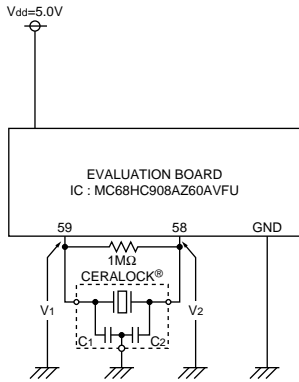 Vdd=5.0V
EVALUATION BOARD
IC : MC68HC908AZ60AVFU
59 58 GND
1MΩ
CERALOCK®
V1 V2
C1 C2